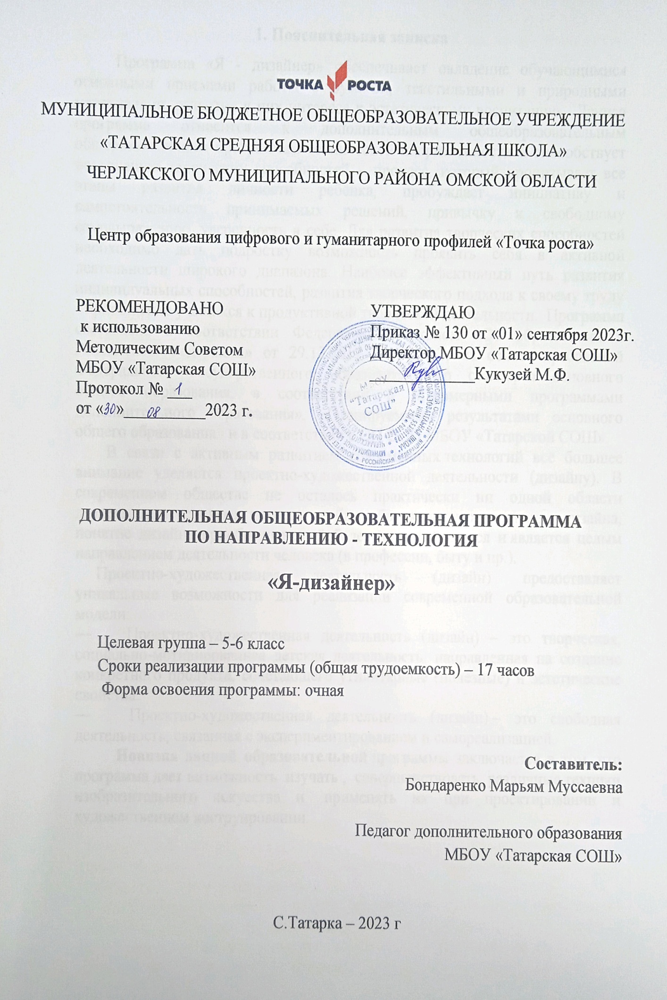 ТОЧКА РОСТА
МУНИЦИПАЛЬНОЕ БЮДЖЕТНОЕ ОБЩЕОБРАЗОВАТЕЛЬНОЕ УЧРЕЖДЕНИЕ
«ТАТАРСКАЯ СРЕДНЯЯ ОБЩЕОБРАЗОВАТЕЛЬНАЯ ШКОЛА»
ЧЕРЛАКСКОГО МУНИЦИПАЛЬНОГО РАЙОНА ОМСКОЙ ОБЛАСТИ
Центр образования цифрового и гуманитарного профилей «Точка роста»
РЕКОМЕНДОВАНО
к использованию
Методическим Советом
МБОУ «Татарская СОШ»
Протокол № 1
от «30» 08 2023 г.
УТВЕРЖДАЮ
Приказ № 130 от «01» сентября 2023г.
Директор МБОУ «Татарская СОШ»
Кукузей М.Ф.
МБОУ
"Татарская
СОШ"
ДОПОЛНИТЕЛЬНАЯ ОБЩЕОБРАЗОВАТЕЛЬНАЯ ПРОГРАММА
ПО НАПРАВЛЕНИЮ - ТЕХНОЛОГИЯ
«Я-дизайнер»
Целевая группа – 5-6 класс
Сроки реализации программы (общая трудоемкость) – 17 часов
Форма освоения программы: очная
Составитель:
Бондаренко Марьям Муссаевна
Педагог дополнительного образования
МБОУ «Татарская СОШ»
С.Татарка – 2023 г